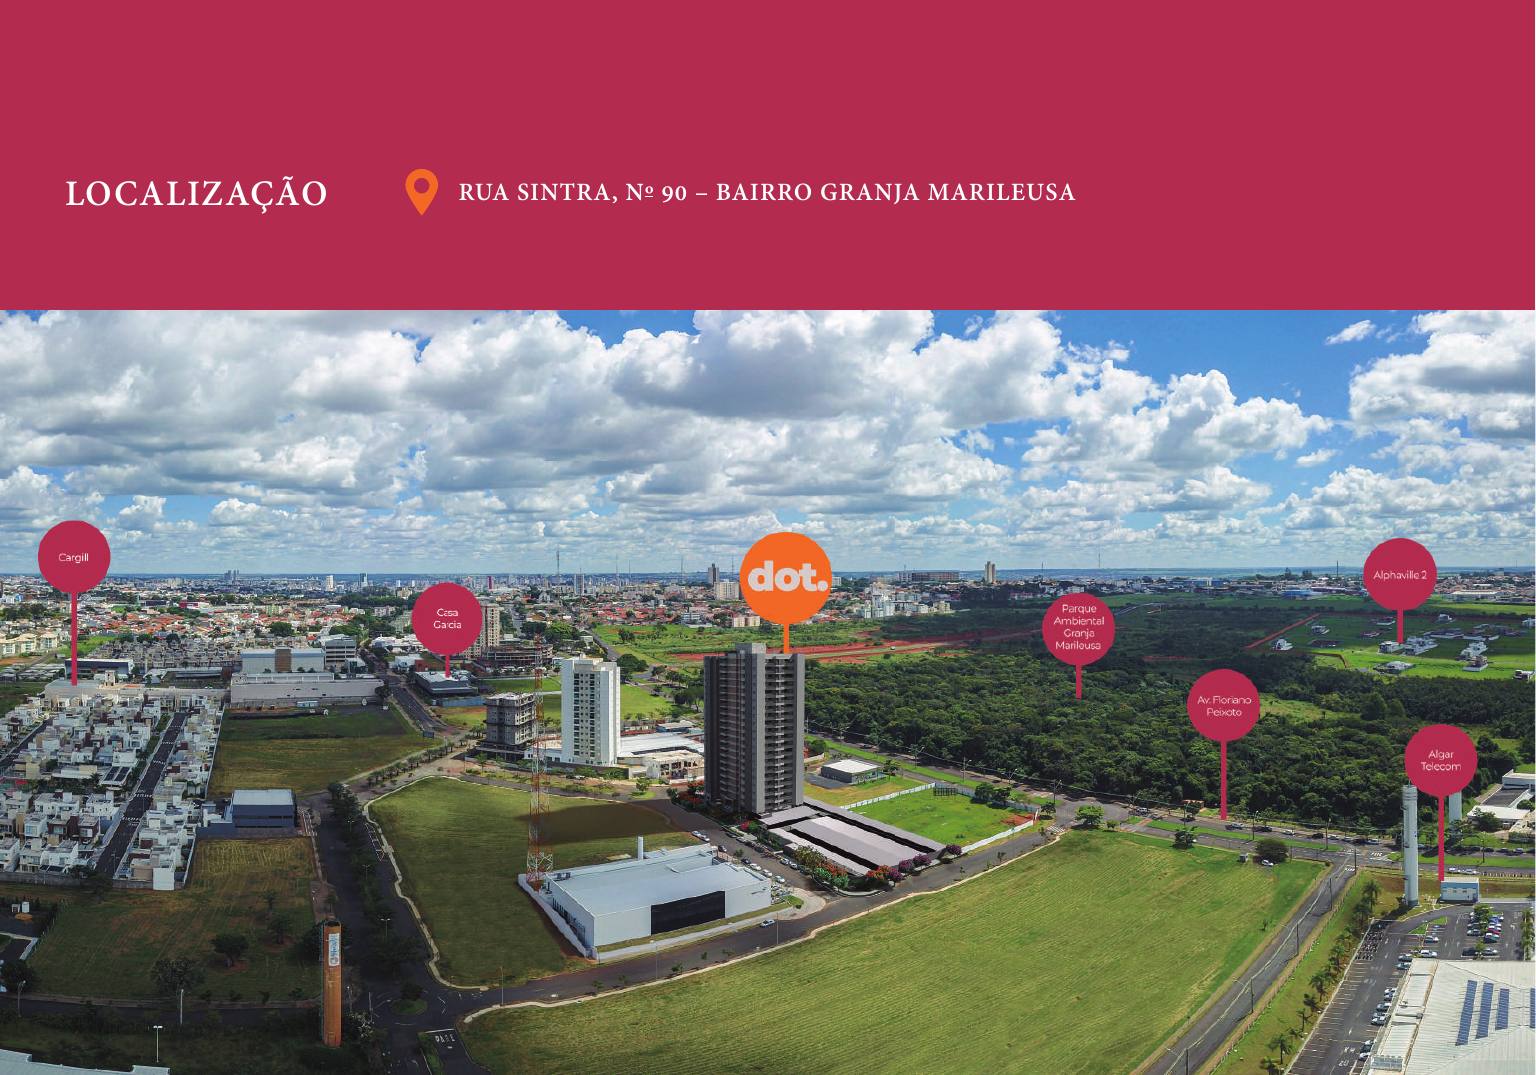 LOCALIZAÇÃO
RUA SINTRA, Nº 90 – BAIRRO GRANJA MARILEUSA
Cargill
Casa
Garcia
dot.
Parque
Ambiental
Granja
Marileusa
Alphaville 2
Av. Floriano
Peixoto
Algar
Telecom